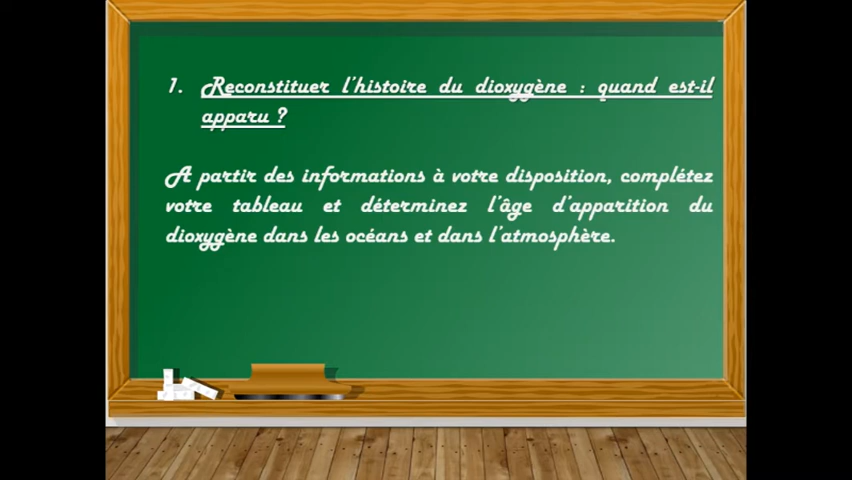 1. Reconstituer l'histoire du dioxygène : quand est-il
apparu ?
A partir des informations à votre disposition, complétez
votre tableau et déterminez l'âge d'apparition du
dioxygène dans les océans et dans l'atmosphère.